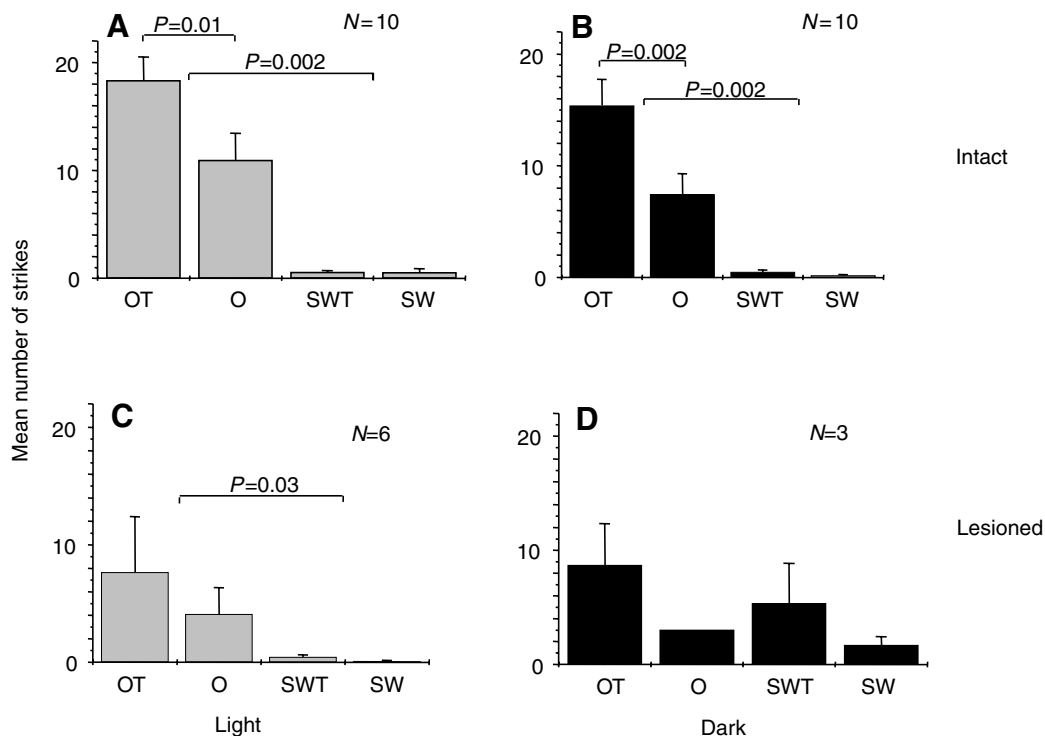 A
P=0.01
N=10
P=0.002
20
10
0
OT O SWT SW
B
N=10
P=0.002
P=0.002
20
10
0
OT O SWT SW
Intact
Mean number of strikes
C
N=6
P=0.03
20
10
0
OT O SWT SW
Light
D
N=3
20
10
0
OT O SWT SW
Dark
Lesioned